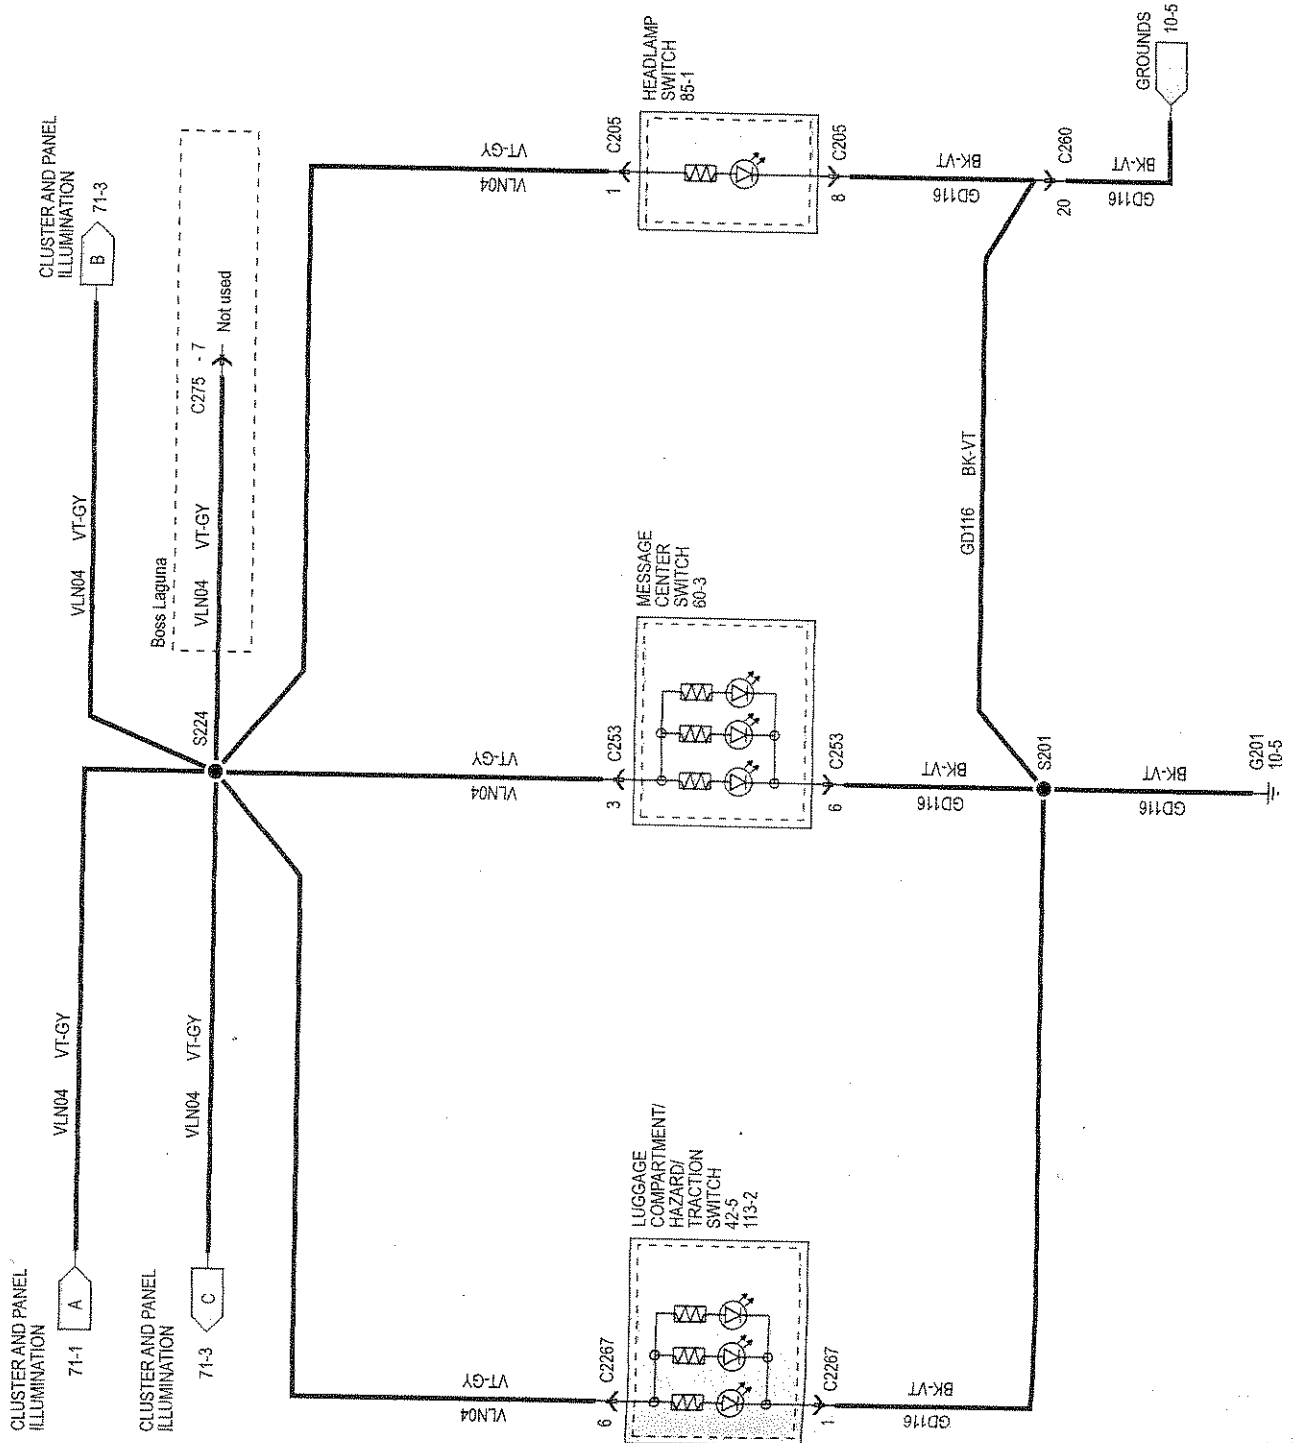 CLUSTER AND PANEL
ILLUMINATION
71-1
A
VLN04 VT-GY
CLUSTER AND PANEL
ILLUMINATION
71-3
C
VLN04 VT-GY
CLUSTER AND PANEL
ILLUMINATION
B
71-3
VLN04 VT-GY
S224
Boss Laguna
VLN04 VT-GY
C275 - 7
Not used
VLN04 VT-GY
6 C2267
LUGGAGE
COMPARTMENT/
HAZARD/
TRACTION
SWITCH
42-5
113-2
1 C2267
GD116 BK-VT
VLN04 VT-GY
3 C253
MESSAGE
CENTER
SWITCH
60-3
6 C253
GD116 BK-VT
VLN04 VT-GY
1 C205
HEADLAMP
SWITCH
85-1
8 C205
GD116 BK-VT
20 C260
GD116 BK-VT
GROUNDS
10-5
GD116 BK-VT
S201
GD116 BK-VT
G201
10-5